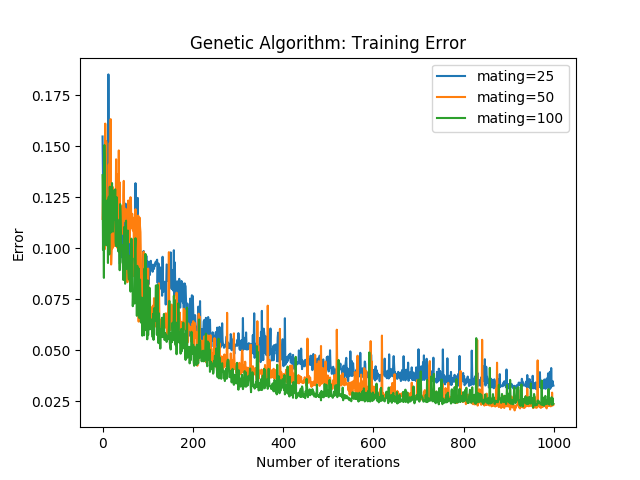 Genetic Algorithm: Training Error
mating=25
mating=50
mating=100
0.175
0.150
0.125
0.100
0.075
0.050
0.025
Error
0 200 400 600 800 1000
Number of iterations